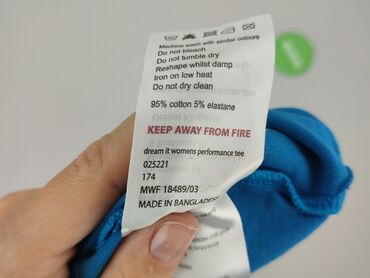 Machine wash with similar colours
Do not bleach
Do not tumble dry
Reshape whilst damp
Iron on low heat
Do not dry clean
95% cotton 5% elastane
KEEP AWAY FROM FIRE
dream it womens performance tee
025221
174
MWF 18489/03
MADE IN BANGLADESH